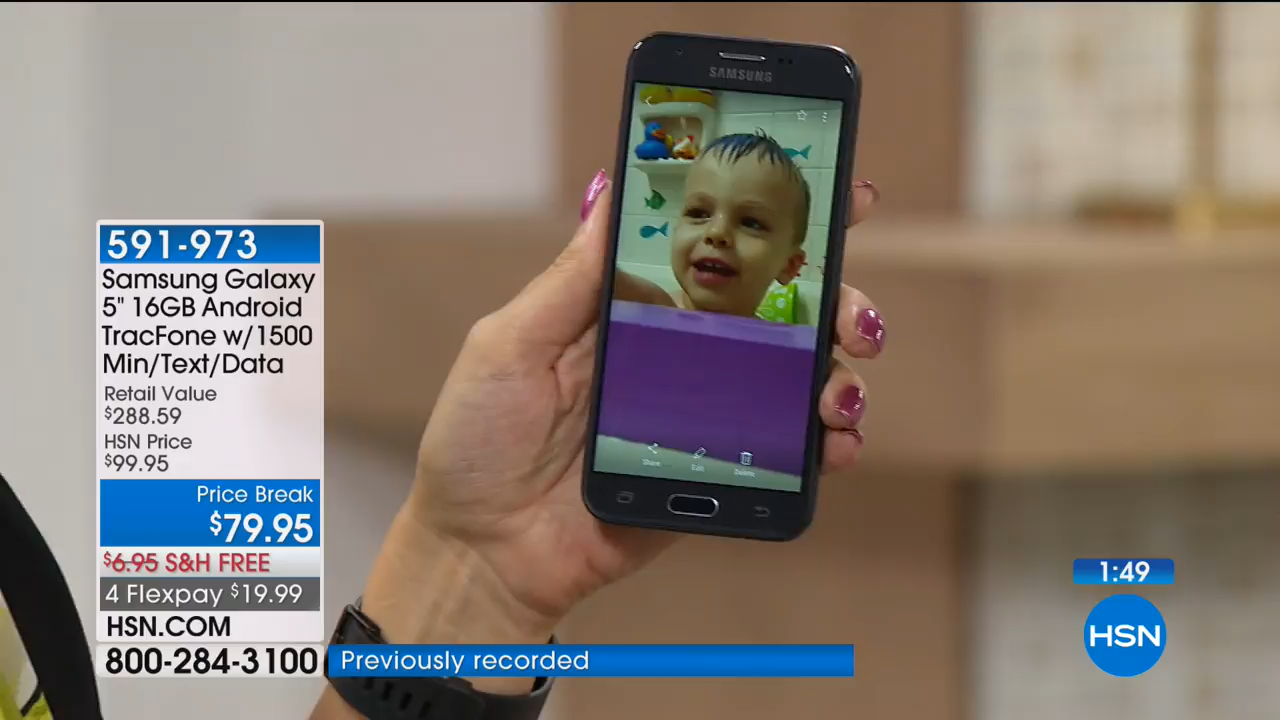 SAMSUNG
591-973
Samsung Galaxy
5" 16GB Android
TracFone w/1500
Min/Text/Data
Retail Value
$288.59
HSN Price
$99.95
Price Break
$79.95
$6.95 S&H FREE
4 Flexpay $19.99
HSN.COM
800-284-3100
Previously recorded
Share
Edit
Delete
1:49
HSN